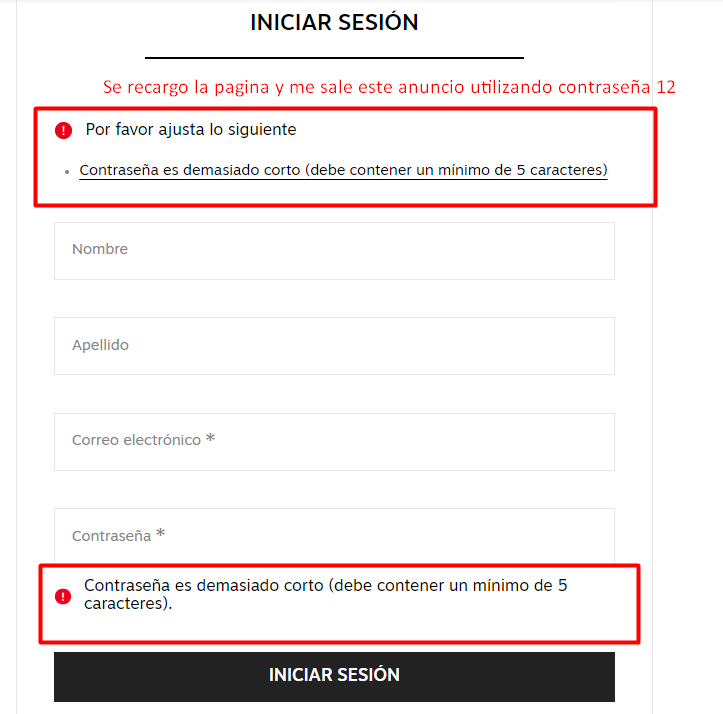 INICIAR SESIÓN
Se recargo la pagina y me sale este anuncio utilizando contraseña 12
! Por favor ajusta lo siguiente
• Contraseña es demasiado corto (debe contener un mínimo de 5 caracteres)
Nombre
Apellido
Correo electrónico *
Contraseña *
! Contraseña es demasiado corto (debe contener un mínimo de 5
caracteres).
INICIAR SESIÓN